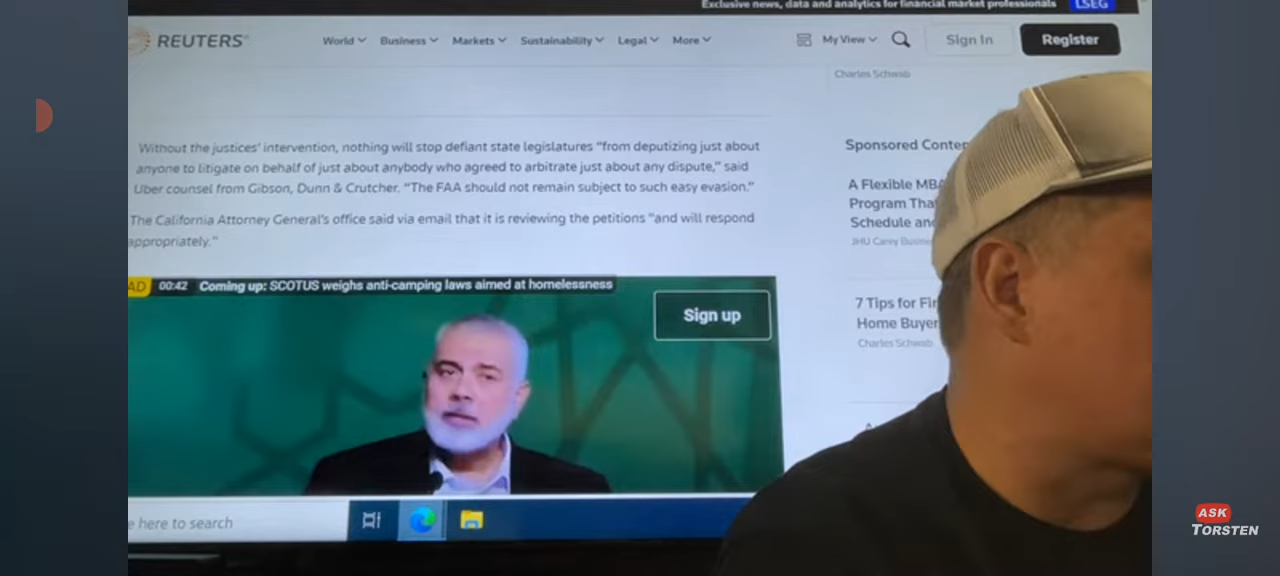 Exclusive news, data and analytics for financial market professionals LSEG
REUTERS
World Business Markets Sustainability Legal More
My View Sign In Register
Charles Schwab
Without the justices' intervention, nothing will stop defiant state legislatures "from deputizing just about
anyone to litigate on behalf of just about anybody who agreed to arbitrate just about any dispute," said
Uber counsel from Gibson, Dunn & Crutcher. "The FAA should not remain subject to such easy evasion."
The California Attorney General's office said via email that it is reviewing the petitions "and will respond
appropriately."
Sponsored
A Flexible
Program
Schedule
JHU Carey
7 Tips for
Home Buyer
Charles Schwab
AD 00:42 Coming up: SCOTUS weighs anti-camping laws aimed at homelessness
Sign up
here to search
ASK
TORSTEN